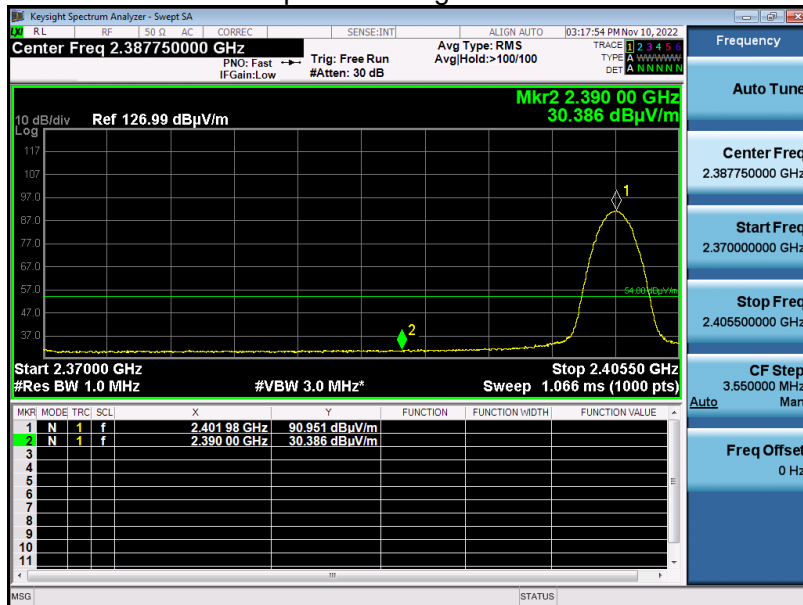 Keysight Spectrum Analyzer - Swept SA
RL RF 50 Ω AC CORREC SENSE:INT ALIGN AUTO 03:17:54 PM Nov 10, 2022
Center Freq 2.387750000 GHz Avg Type: RMS TRACE 1 2 3 4 5 6
PNO: Fast Trig: Free Run Avg|Hold:>100/100 TYPE A WWWWW
IFGain:Low #Atten: 30 dB DET A N N N N N
Mkr2 2.390 00 GHz
10 dB/div Ref 126.99 dBµV/m 30.386 dBµV/m
Log
117
107
97.0
87.0
77.0
67.0
57.0
47.0
37.0
1
54.00 dBµV/m
2
Start 2.37000 GHz Stop 2.40550 GHz
#Res BW 1.0 MHz #VBW 3.0 MHz* Sweep 1.066 ms (1000 pts)
MKR MODE TRC SCL X Y FUNCTION FUNCTION WIDTH FUNCTION VALUE
1 N 1 f 2.401 98 GHz 90.951 dBµV/m
2 N 1 f 2.390 00 GHz 30.386 dBµV/m
3
4
5
6
7
8
9
10
11
MSG STATUS
Frequency
Auto Tune
Center Freq
2.387750000 GHz
Start Freq
2.370000000 GHz
Stop Freq
2.405500000 GHz
CF Step
3.550000 MHz
Auto Man
Freq Offset
0 Hz